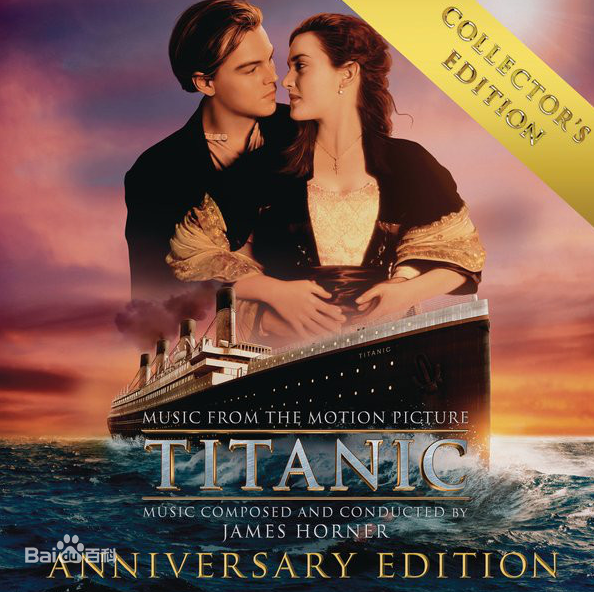 COLLECTOR'S
EDITION
TITANIC
MUSIC FROM THE MOTION PICTURE
TITANIC
MUSIC COMPOSED AND CONDUCTED BY
JAMES HORNER
Bai百科
ANNIVERSARY EDITION